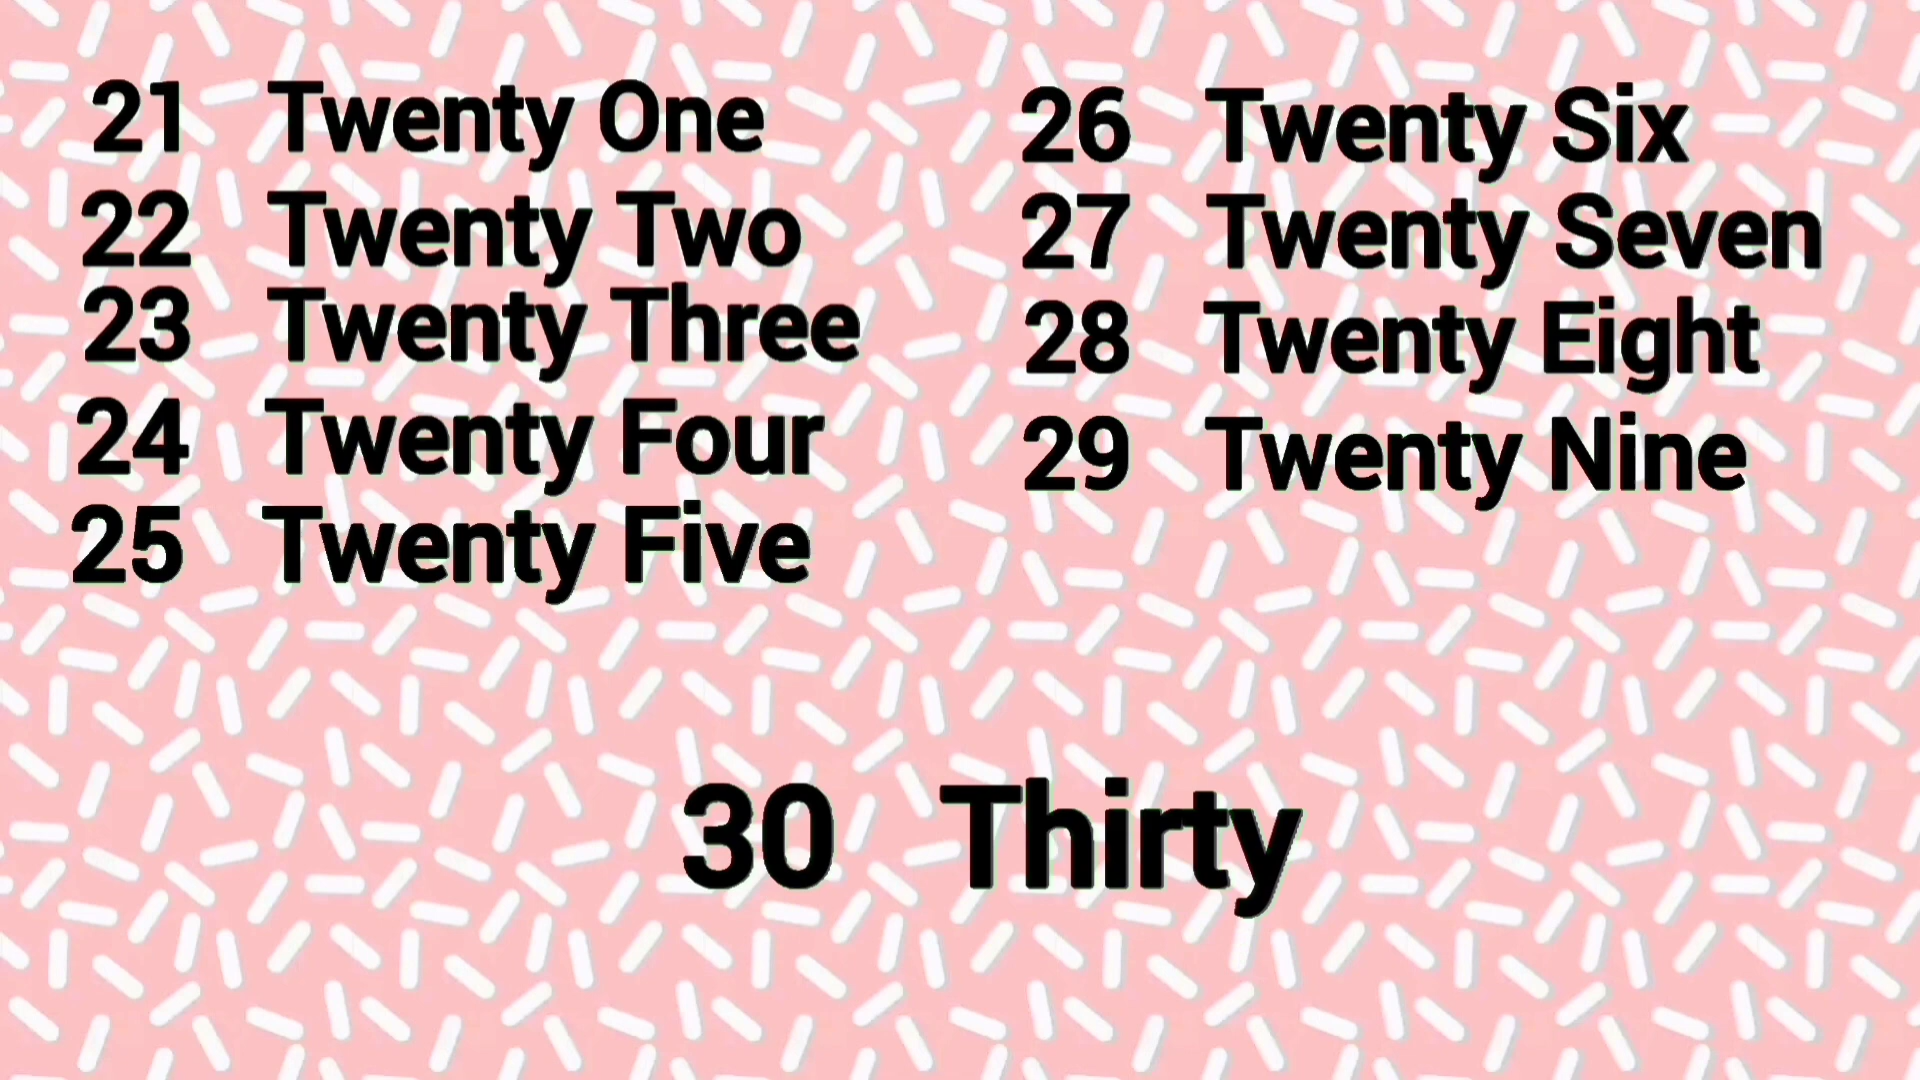 21 Twenty One
22 Twenty Two
23 Twenty Three
24 Twenty Four
25 Twenty Five
26 Twenty Six
27 Twenty Seven
28 Twenty Eight
29 Twenty Nine
30 Thirty